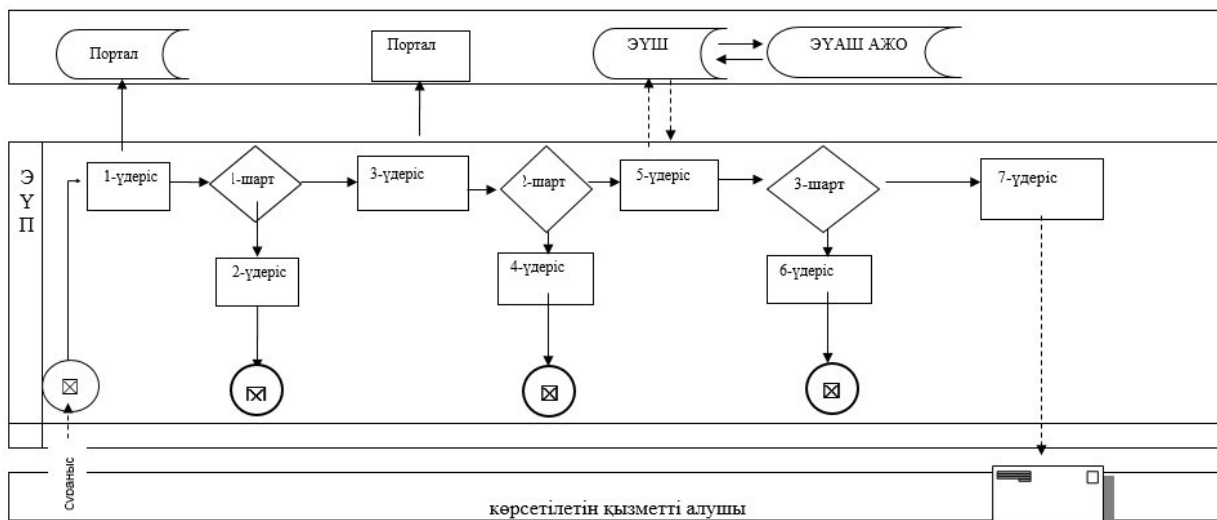 Портал
Портал
ЭҮШ
ЭҮАШ АЖО
Э
Ү
П
1-үдеріс
1-шарт
3-үдеріс
2-шарт
5-үдеріс
3-шарт
7-үдеріс
2-үдеріс
4-үдеріс
6-үдеріс
Сұраныс
көрсетілетін қызметті алушы